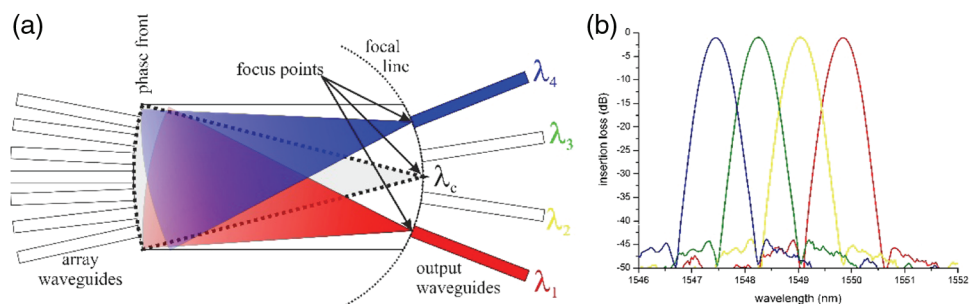 (a)
phase front
focal line
focus points
λ4
λ3
λc
λ2
λ1
array
waveguides
output
waveguides
(b)
insertion loss (dB)
0
-5
-10
-15
-20
-25
-30
-35
-40
-45
-50
1546 1547 1548 1549 1550 1551 1552
wavelength (nm)